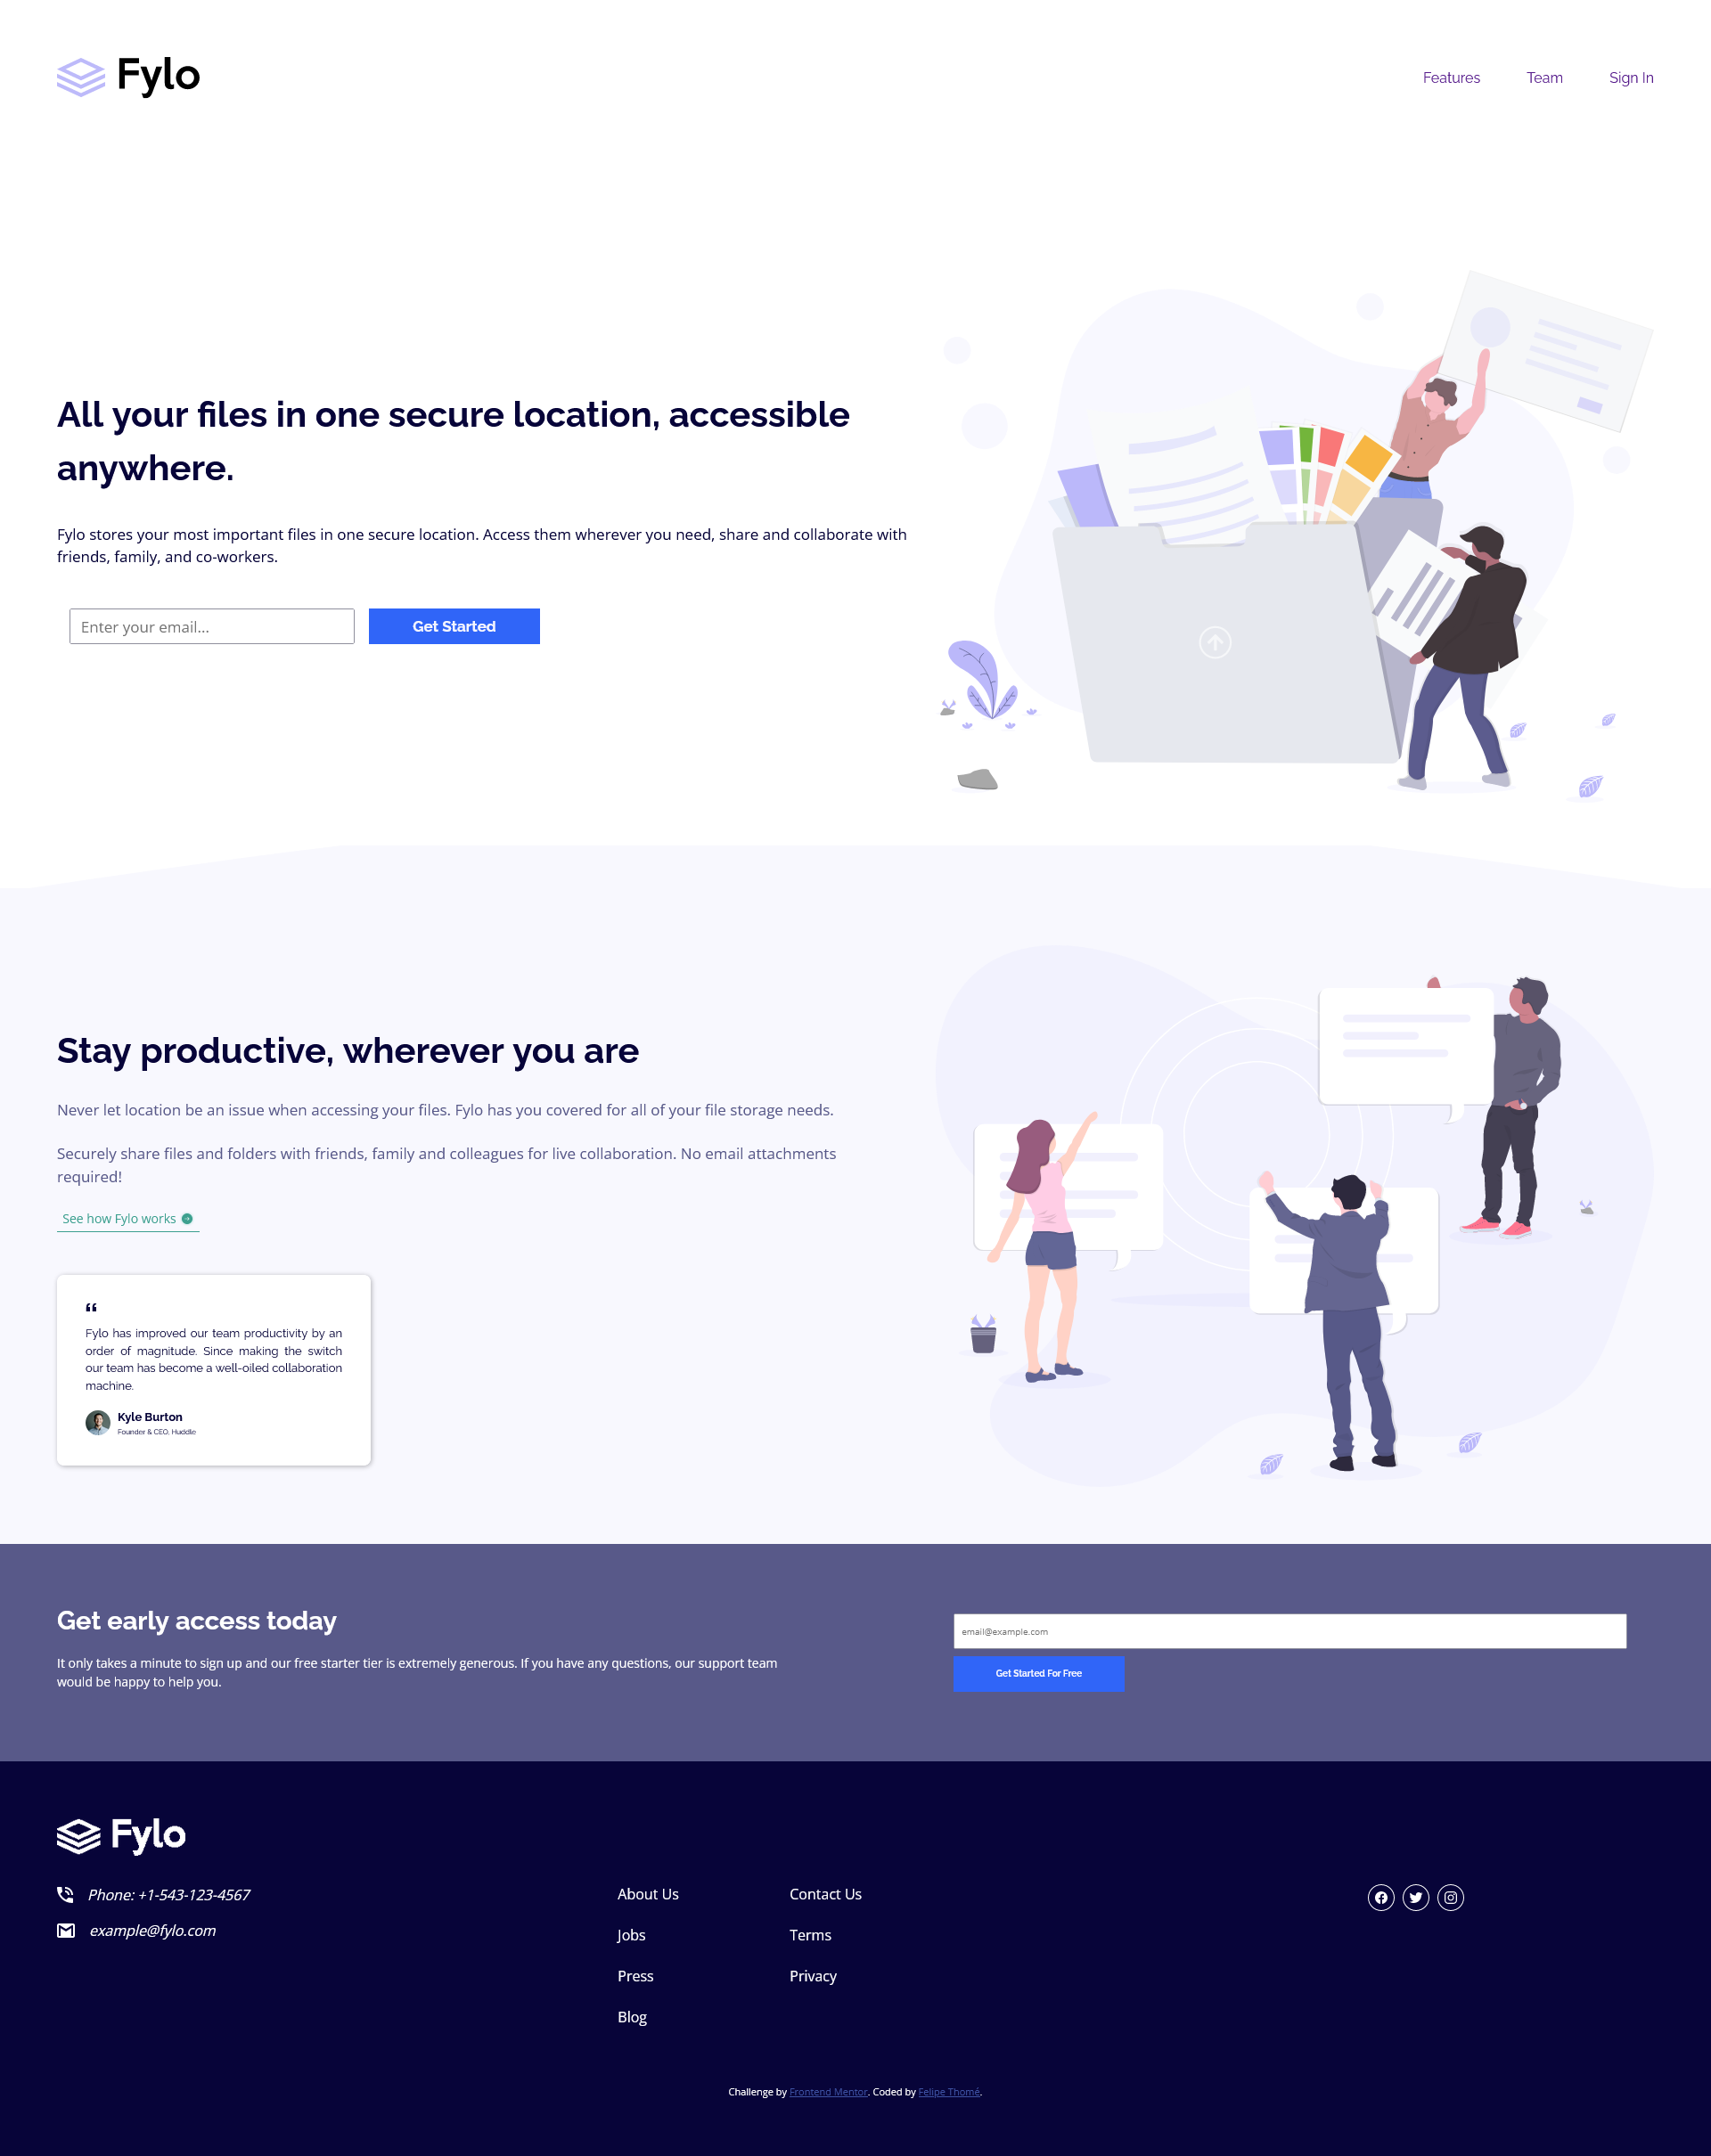 Fylo
Features
Team
Sign In
All your files in one secure location, accessible
anywhere.
Fylo stores your most important files in one secure location. Access them wherever you need, share and collaborate with
friends, family, and co-workers.
Enter your email...
Get Started
Stay productive, wherever you are
Never let location be an issue when accessing your files. Fylo has you covered for all of your file storage needs.
Securely share files and folders with friends, family and colleagues for live collaboration. No email attachments
required!
See how Fylo works
“
Fylo has improved our team productivity by an
order of magnitude. Since making the switch
our team has become a well-oiled collaboration
machine.
Kyle Burton
Founder & CEO, Huddle
Get early access today
It only takes a minute to sign up and our free starter tier is extremely generous. If you have any questions, our support team
would be happy to help you.
email@example.com
Get Started For Free
Fylo
Phone: +1-543-123-4567
example@fylo.com
About Us
Jobs
Press
Blog
Contact Us
Terms
Privacy
Challenge by Frontend Mentor. Coded by Felipe Thomé.